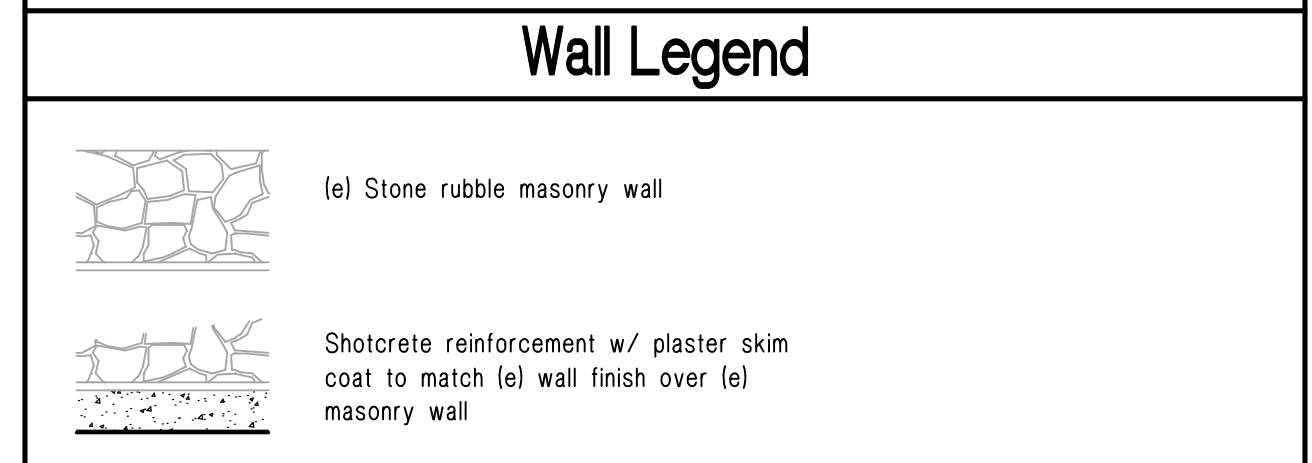 Wall Legend
(e) Stone rubble masonry wall
Shotcrete reinforcement w/ plaster skim
coat to match (e) wall finish over (e)
masonry wall